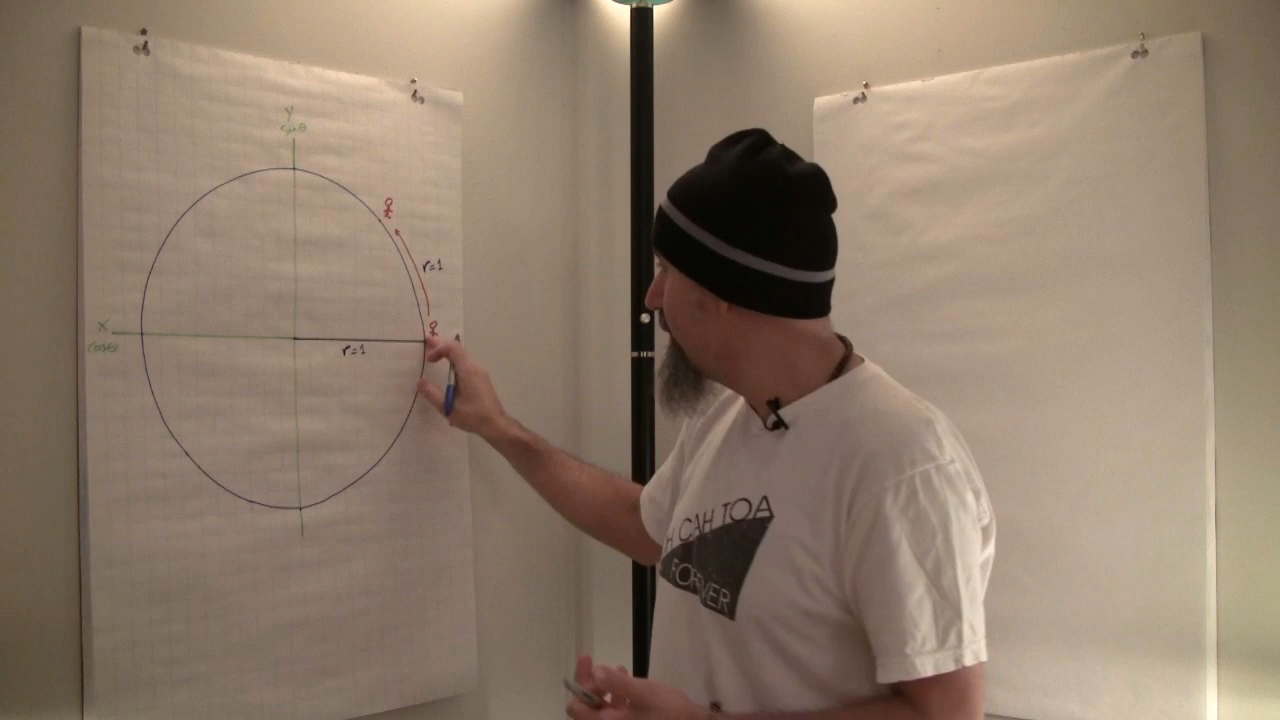 Y
sinθ
r=1
X
cosθ
r=1
H CAH TOA
FOREVER